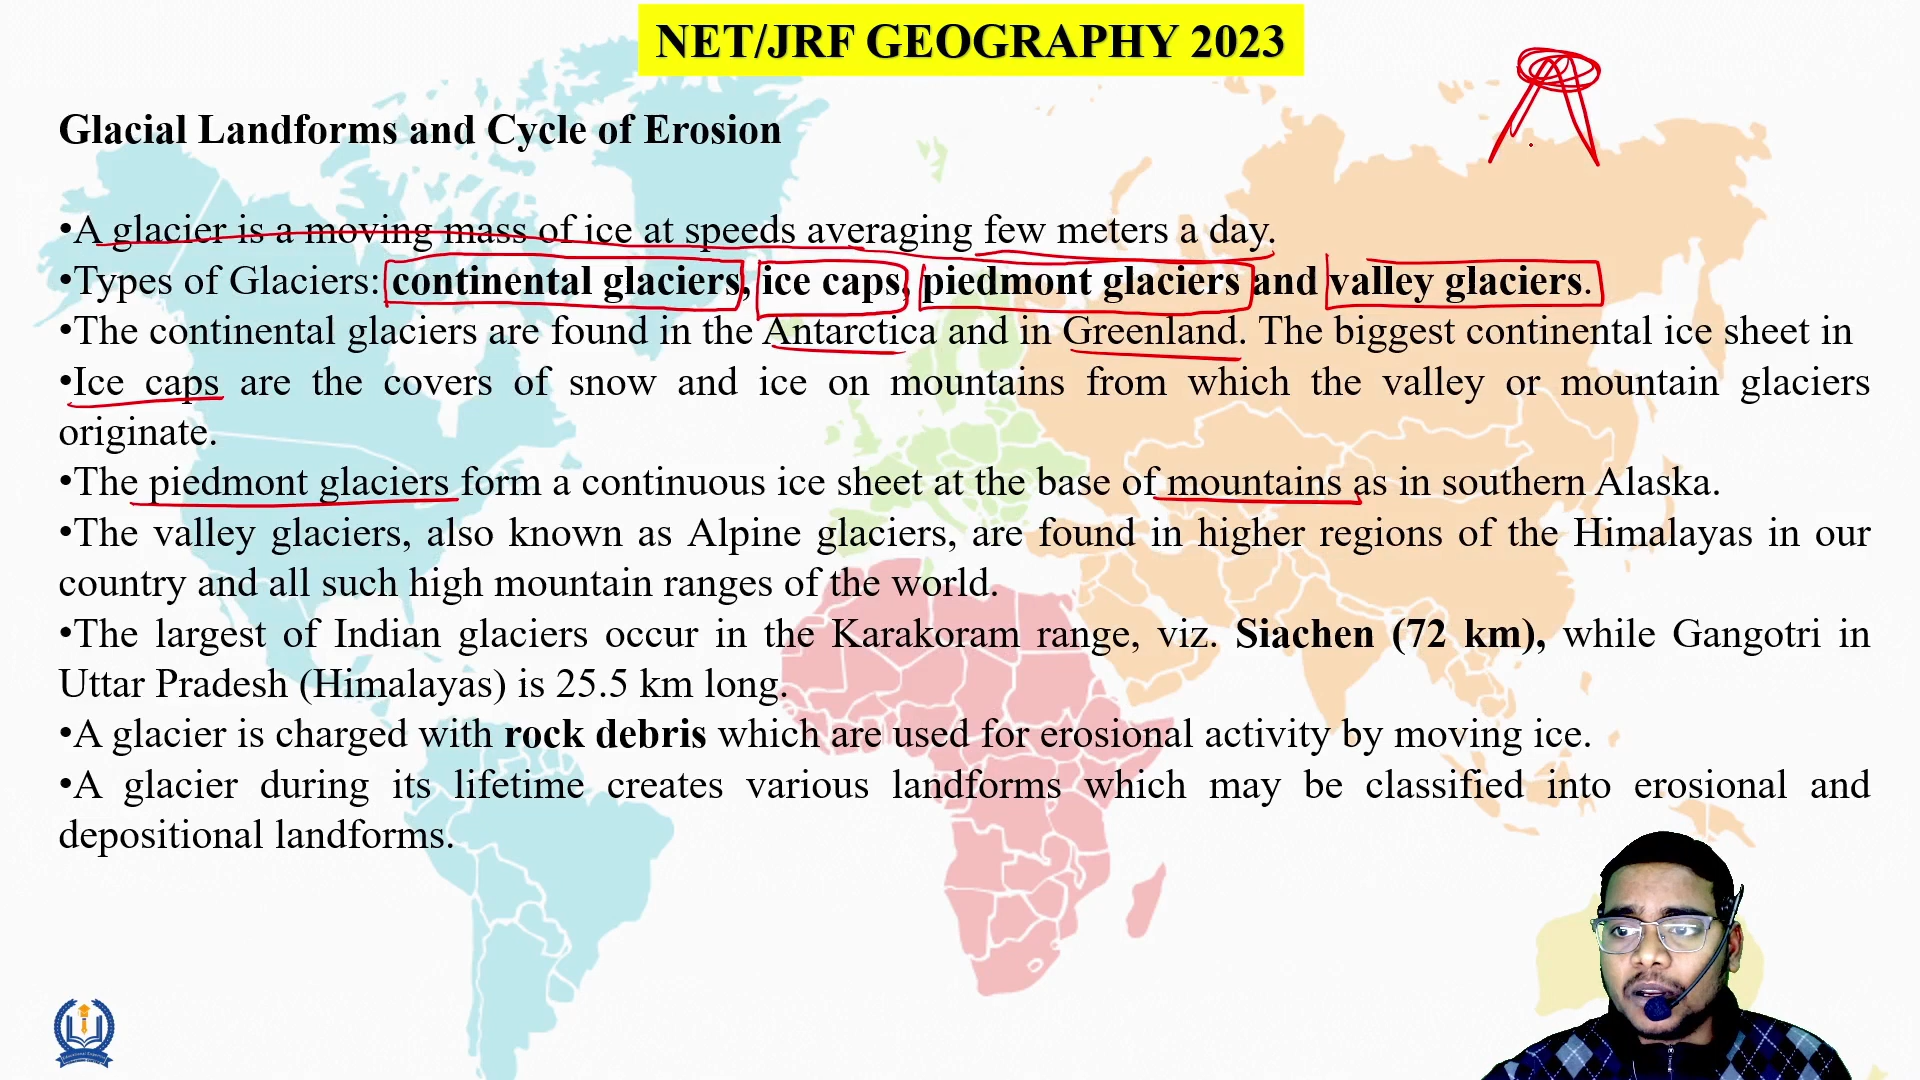 NET/JRF GEOGRAPHY 2023
Glacial Landforms and Cycle of Erosion
•A glacier is a moving mass of ice at speeds averaging few meters a day.
•Types of Glaciers: continental glaciers, ice caps, piedmont glaciers and valley glaciers.
•The continental glaciers are found in the Antarctica and in Greenland. The biggest continental ice sheet in
•Ice caps are the covers of snow and ice on mountains from which the valley or mountain glaciers
originate.
•The piedmont glaciers form a continuous ice sheet at the base of mountains as in southern Alaska.
•The valley glaciers, also known as Alpine glaciers, are found in higher regions of the Himalayas in our
country and all such high mountain ranges of the world.
•The largest of Indian glaciers occur in the Karakoram range, viz. Siachen (72 km), while Gangotri in
Uttar Pradesh (Himalayas) is 25.5 km long.
•A glacier is charged with rock debris which are used for erosional activity by moving ice.
•A glacier during its lifetime creates various landforms which may be classified into erosional and
depositional landforms.